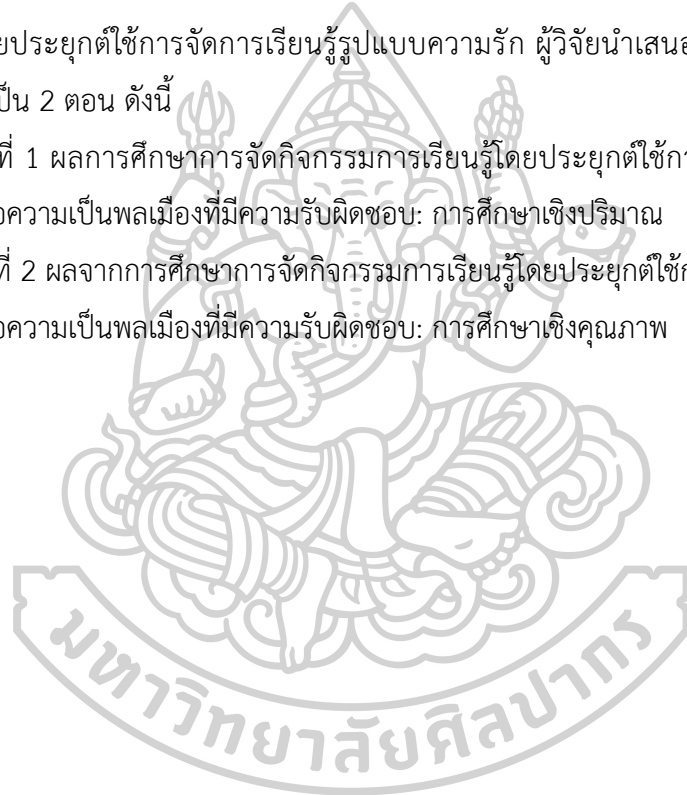 ยประยุกต์ใช้การจัดการเรียนรู้รูปแบบความรัก ผู้วิจัยนำเสนอ
ป็น 2 ตอน ดังนี้
ที่ 1 ผลการศึกษาการจัดกิจกรรมการเรียนรู้โดยประยุกต์ใช้กา
อความเป็นพลเมืองที่มีความรับผิดชอบ: การศึกษาเชิงปริมาณ
ที่ 2 ผลจากการศึกษาการจัดกิจกรรมการเรียนรู้โดยประยุกต์ใช้ก
อความเป็นพลเมืองที่มีความรับผิดชอบ: การศึกษาเชิงคุณภาพ
มหาวิทยาลัยศิลปากร